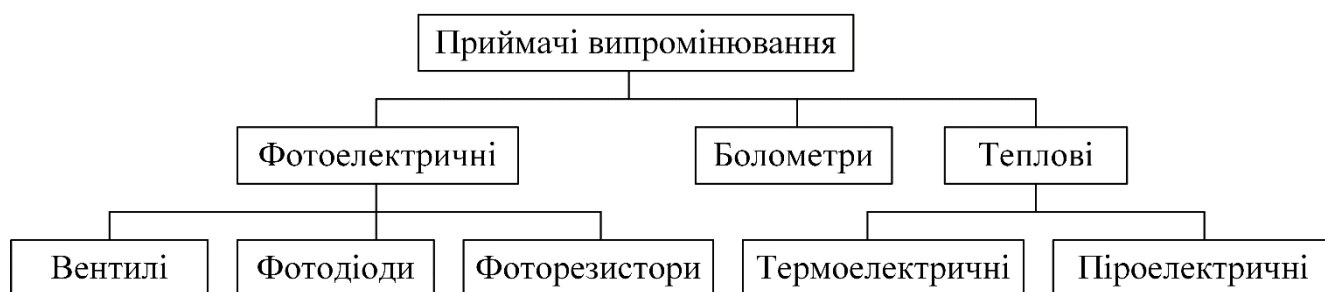 Приймачі випромінювання
Фотоелектричні
Болометри
Теплові
Вентилі
Фотодіоди
Фоторезистори
Термоелектричні
Піроелектричні